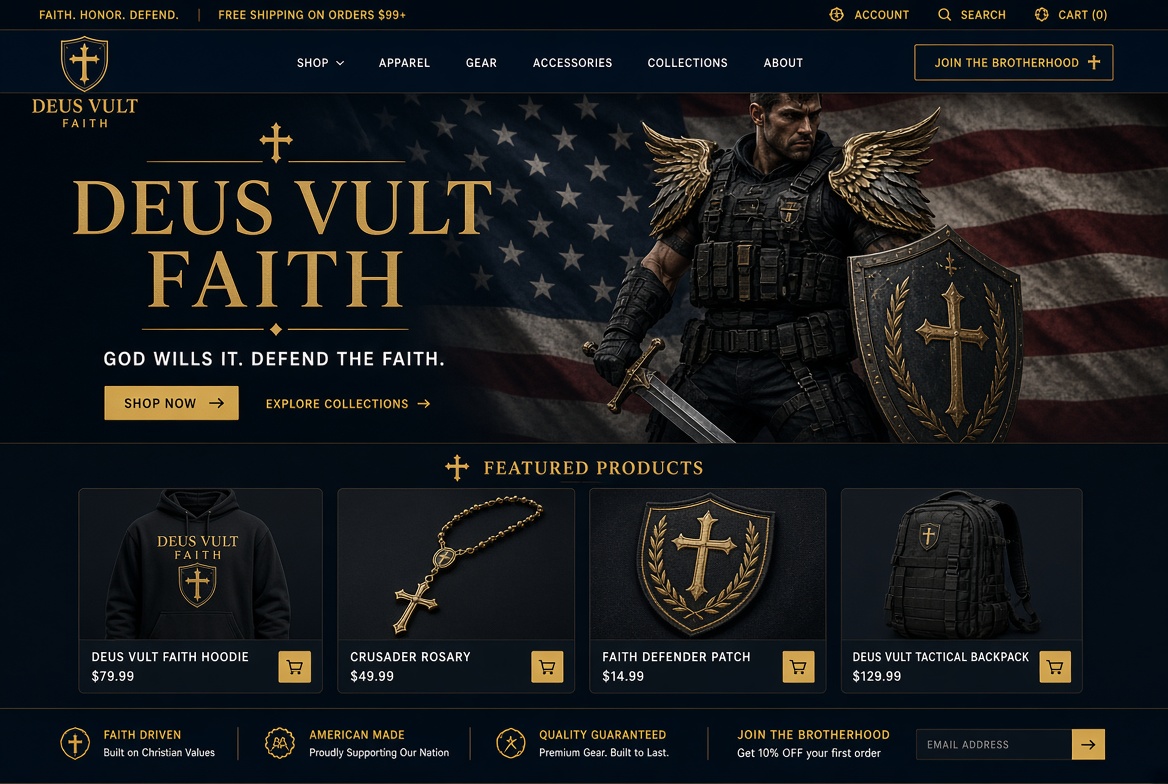 FAITH. HONOR. DEFEND.
FREE SHIPPING ON ORDERS $99+
ACCOUNT
SEARCH
CART (0)
DEUS VULT
FAITH
SHOP
APPAREL
GEAR
ACCESSORIES
COLLECTIONS
ABOUT
JOIN THE BROTHERHOOD
DEUS VULT
FAITH
GOD WILLS IT. DEFEND THE FAITH.
SHOP NOW
EXPLORE COLLECTIONS
FEATURED PRODUCTS
DEUS VULT
FAITH
DEUS VULT FAITH HOODIE
$79.99
CRUSADER ROSARY
$49.99
FAITH DEFENDER PATCH
$14.99
DEUS VULT TACTICAL BACKPACK
$129.99
FAITH DRIVEN
Built on Christian Values
AMERICAN MADE
Proudly Supporting Our Nation
QUALITY GUARANTEED
Premium Gear. Built to Last.
JOIN THE BROTHERHOOD
Get 10% OFF your first order
EMAIL ADDRESS